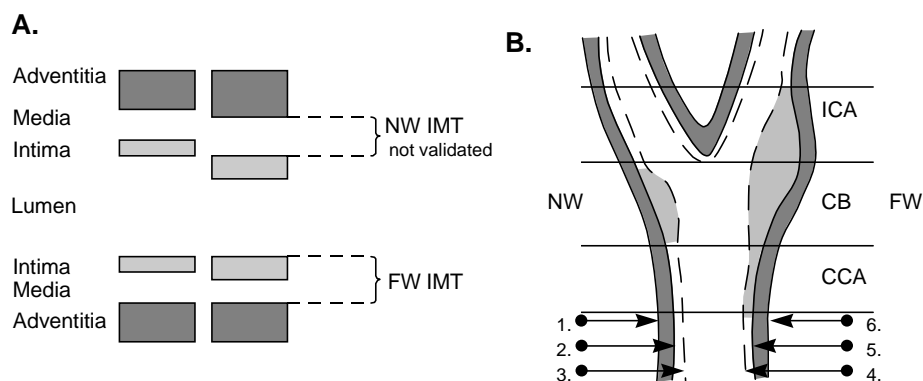 A.
Adventitia
Media
Intima
Lumen
Intima
Media
Adventitia
NW IMT
not validated
FW IMT
B.
ICA
NW
CB
FW
CCA
1.
6.
2.
5.
3.
4.